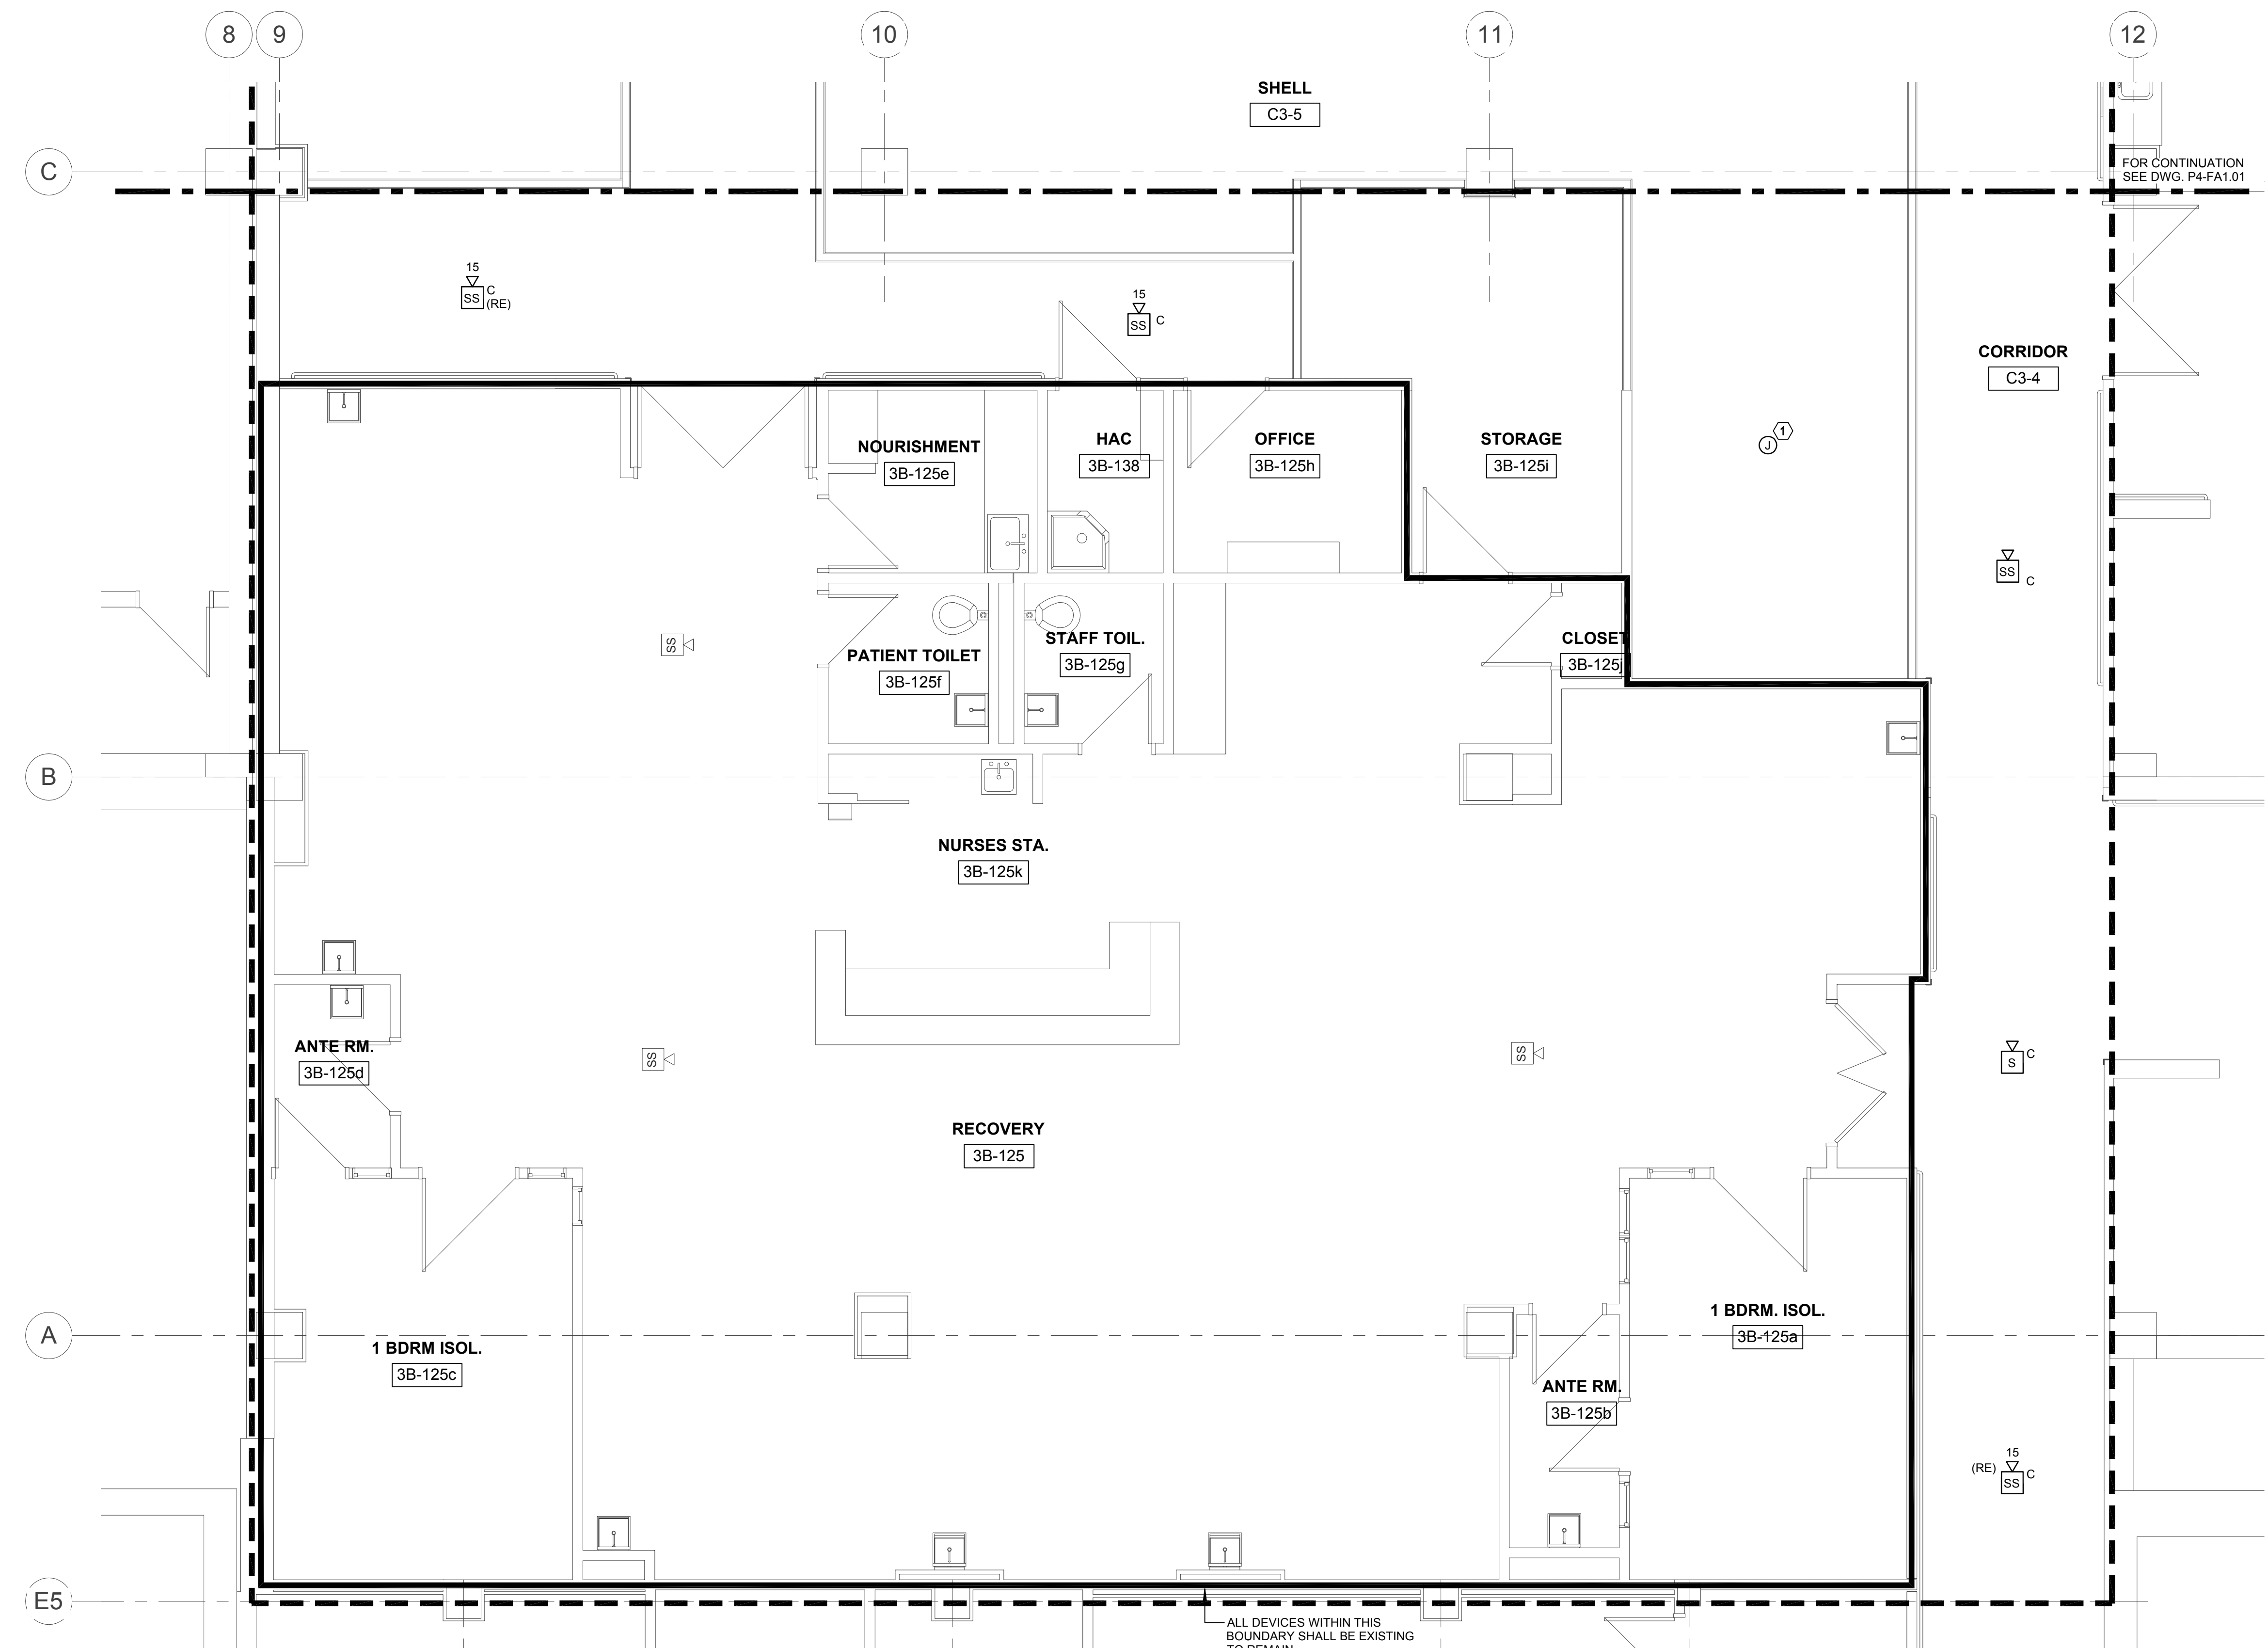 8
9
10
11
12
SHELL
C3-5
C
FOR CONTINUATION
SEE DWG. P4-FA1.01
15
SS
C
(RE)
15
SS
C
CORRIDOR
C3-4
NOURISHMENT
3B-125e
HAC
3B-138
OFFICE
3B-125h
STORAGE
3B-125i
1
J
SS
C
SS
PATIENT TOILET
3B-125f
STAFF TOIL.
3B-125g
CLOSET
3B-125j
B
NURSES STA.
3B-125k
ANTE RM.
3B-125d
SS
SS
S
C
RECOVERY
3B-125
A
1 BDRM ISOL.
3B-125c
1 BDRM. ISOL.
3B-125a
ANTE RM.
3B-125b
15
(RE)
SS
C
E5
ALL DEVICES WITHIN THIS
BOUNDARY SHALL BE EXISTING
TO REMAIN